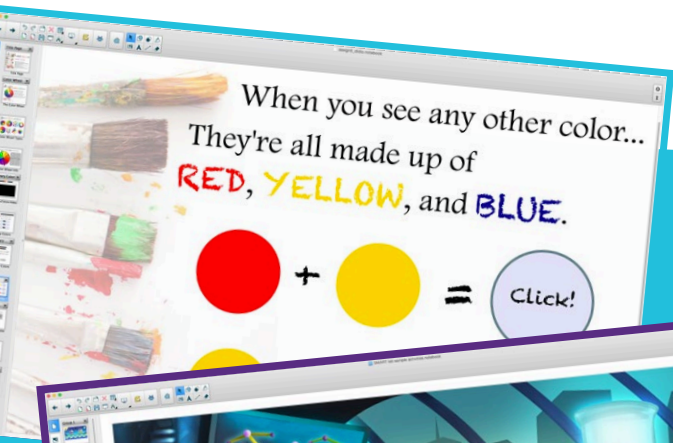 When you see any other color...
They're all made up of
RED, YELLOW, and BLUE.
+ = Click!